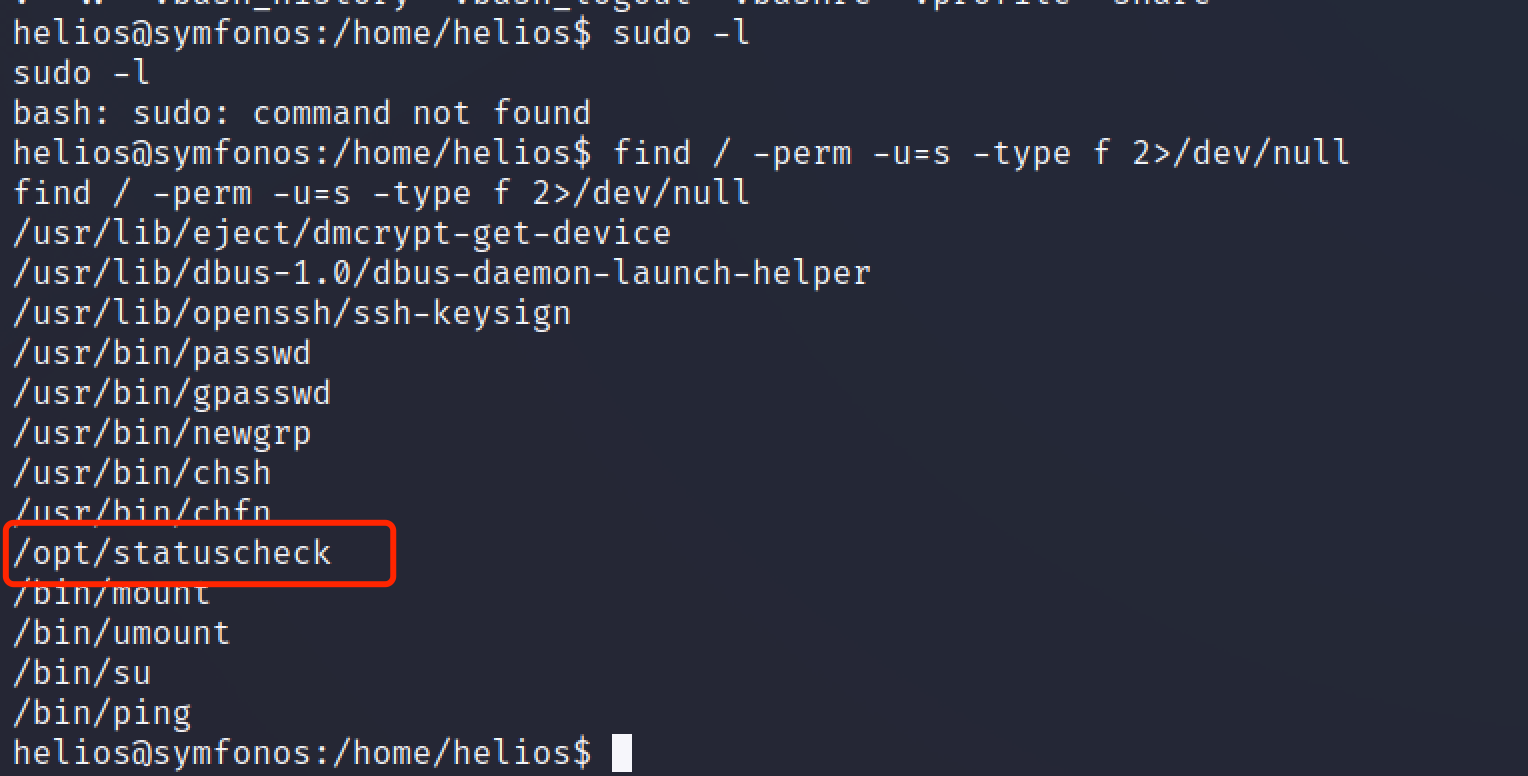 helios@symfonos:/home/helios$ sudo -l
sudo -l
bash: sudo: command not found
helios@symfonos:/home/helios$ find / -perm -u=s -type f 2>/dev/null
find / -perm -u=s -type f 2>/dev/null
/usr/lib/eject/dmcrypt-get-device
/usr/lib/dbus-1.0/dbus-daemon-launch-helper
/usr/lib/openssh/ssh-keysign
/usr/bin/passwd
/usr/bin/gpasswd
/usr/bin/newgrp
/usr/bin/chsh
/usr/bin/chfn
/opt/statuscheck
/bin/mount
/bin/umount
/bin/su
/bin/ping
helios@symfonos:/home/helios$